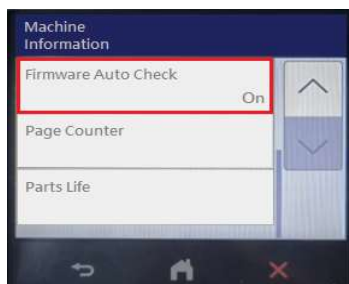 Machine
Information
Firmware Auto Check
On
Page Counter
Parts Life